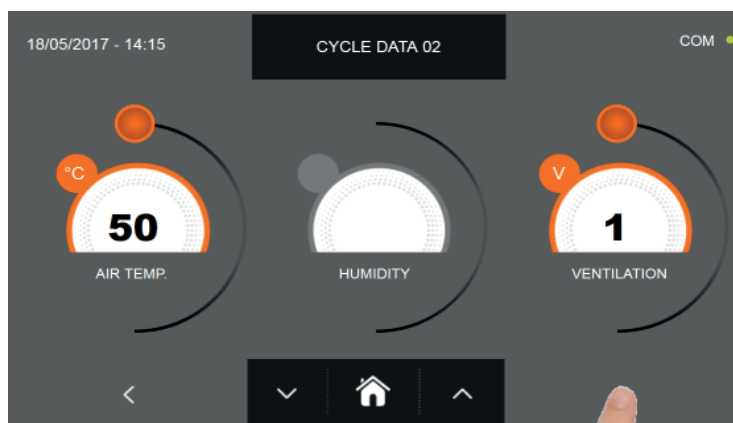 18/05/2017 - 14:15
CYCLE DATA 02
COM
°C
50
AIR TEMP.
HUMIDITY
V
1
VENTILATION